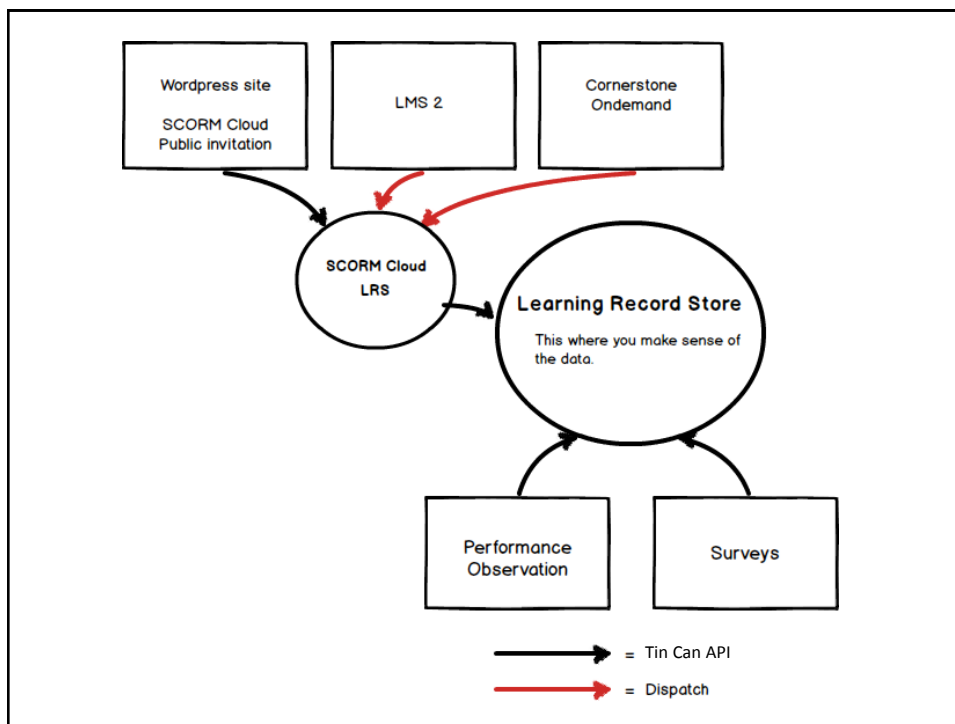 Wordpress site
SCORM Cloud
Public invitation
LMS 2
Cornerstone
Ondemand
SCORM Cloud
LRS
Learning Record Store
This where you make sense of
the data.
Performance
Observation
Surveys
= Tin Can API
= Dispatch